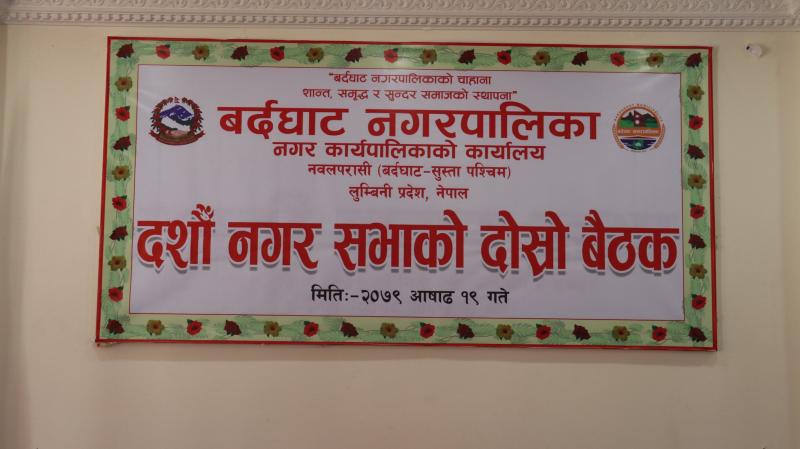 "बर्दघाट नगरपालिकाको चाहाना
शान्त, समृद्ध र सुन्दर समाजको स्थापना"
बर्दघाट नगरपालिका
नगर कार्यपालिकाको कार्यालय
नवलपरासी (बर्दघाट-सुस्ता पश्चिम)
लुम्बिनी प्रदेश, नेपाल
दशौं नगर सभाको दोस्रो बैठक
मिति:-२०७९ आषाढ १९ गते